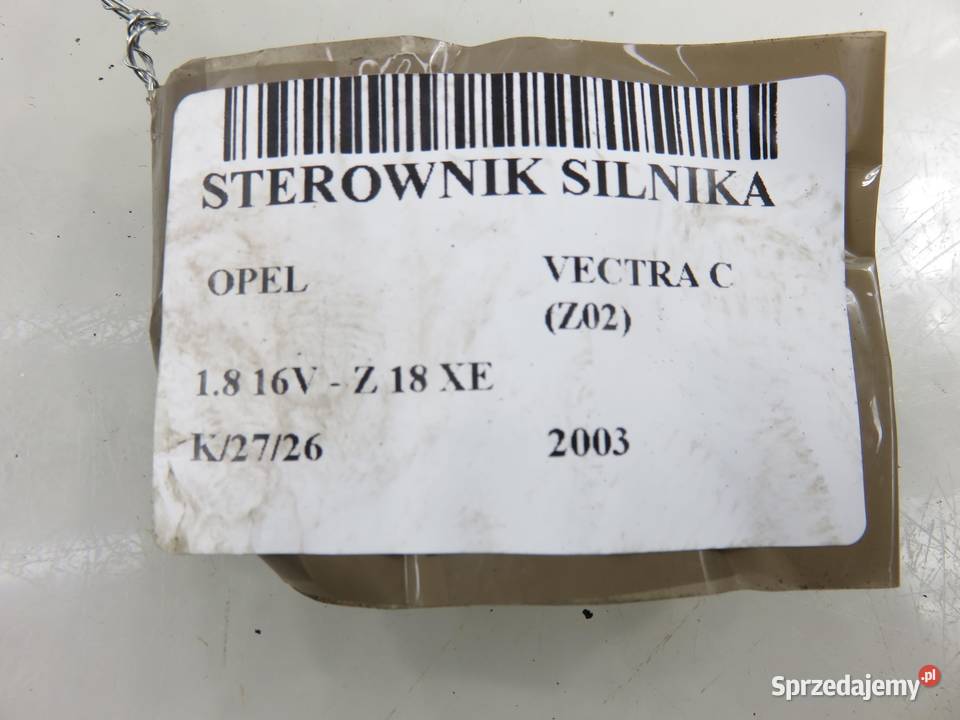 STEROWNIK SILNIKA
OPEL
VECTRA C
(Z02)
1.8 16V - Z 18 XE
K/27/26
2003
Sprzedajemy.pl